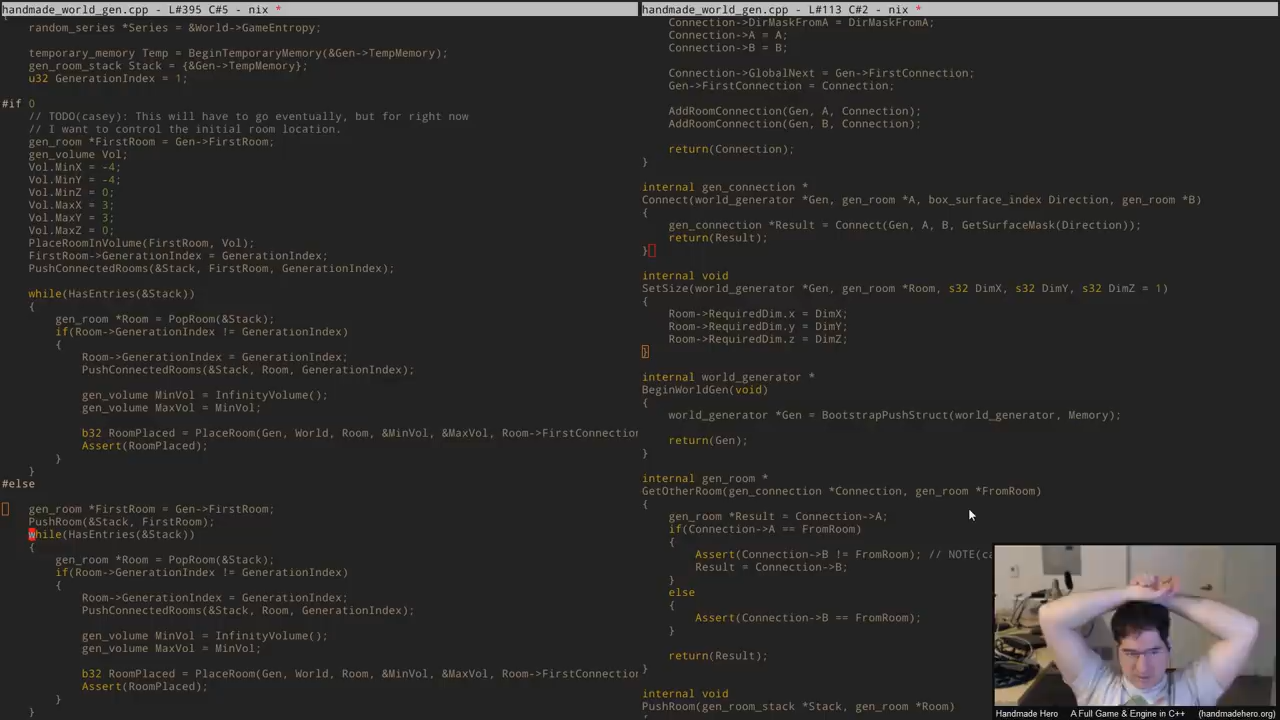 handmade_world_gen.cpp - L#395 C#5 - nix *
    random_series *Series = &World->GameEntropy;

    temporary_memory Temp = BeginTemporaryMemory(&Gen->TempMemory);
    gen_room_stack Stack = {&Gen->TempMemory};
    u32 GenerationIndex = 1;

#if 0
    // TODO(casey): This will have to go eventually, but for right now
    // I want to control the initial room location.
    gen_room *FirstRoom = Gen->FirstRoom;
    gen_volume Vol;
    Vol.MinX = -4;
    Vol.MinY = -4;
    Vol.MinZ = 0;
    Vol.MaxX = 3;
    Vol.MaxY = 3;
    Vol.MaxZ = 0;
    PlaceRoomInVolume(FirstRoom, Vol);
    FirstRoom->GenerationIndex = GenerationIndex;
    PushConnectedRooms(&Stack, FirstRoom, GenerationIndex);

    while(HasEntries(&Stack))
    {
        gen_room *Room = PopRoom(&Stack);
        if(Room->GenerationIndex != GenerationIndex)
        {
            Room->GenerationIndex = GenerationIndex;
            PushConnectedRooms(&Stack, Room, GenerationIndex);

            gen_volume MinVol = InfinityVolume();
            gen_volume MaxVol = MinVol;

            b32 RoomPlaced = PlaceRoom(Gen, World, Room, &MinVol, &MaxVol, Room->FirstConnection
            Assert(RoomPlaced);
        }
    }
#else

    gen_room *FirstRoom = Gen->FirstRoom;
    PushRoom(&Stack, FirstRoom);
    while(HasEntries(&Stack))
    {
        gen_room *Room = PopRoom(&Stack);
        if(Room->GenerationIndex != GenerationIndex)
        {
            Room->GenerationIndex = GenerationIndex;
            PushConnectedRooms(&Stack, Room, GenerationIndex);

            gen_volume MinVol = InfinityVolume();
            gen_volume MaxVol = MinVol;

            b32 RoomPlaced = PlaceRoom(Gen, World, Room, &MinVol, &MaxVol, Room->FirstConnection
            Assert(RoomPlaced);
        }
    }
handmade_world_gen.cpp - L#113 C#2 - nix *
    Connection->DirMaskFromA = DirMaskFromA;
    Connection->A = A;
    Connection->B = B;

    Connection->GlobalNext = Gen->FirstConnection;
    Gen->FirstConnection = Connection;

    AddRoomConnection(Gen, A, Connection);
    AddRoomConnection(Gen, B, Connection);

    return(Connection);
}

internal gen_connection *
Connect(world_generator *Gen, gen_room *A, box_surface_index Direction, gen_room *B)
{
    gen_connection *Result = Connect(Gen, A, B, GetSurfaceMask(Direction));
    return(Result);
}

internal void
SetSize(world_generator *Gen, gen_room *Room, s32 DimX, s32 DimY, s32 DimZ = 1)
{
    Room->RequiredDim.x = DimX;
    Room->RequiredDim.y = DimY;
    Room->RequiredDim.z = DimZ;
}

internal world_generator *
BeginWorldGen(void)
{
    world_generator *Gen = BootstrapPushStruct(world_generator, Memory);

    return(Gen);
}

internal gen_room *
GetOtherRoom(gen_connection *Connection, gen_room *FromRoom)
{
    gen_room *Result = Connection->A;
    if(Connection->A == FromRoom)
    {
        Assert(Connection->B != FromRoom); // NOTE(ca
        Result = Connection->B;
    }
    else
    {
        Assert(Connection->B == FromRoom);
    }

    return(Result);
}

internal void
PushRoom(gen_room_stack *Stack, gen_room *Room)
Handmade Hero    A Full Game & Engine in C++    (handmadehero.org)